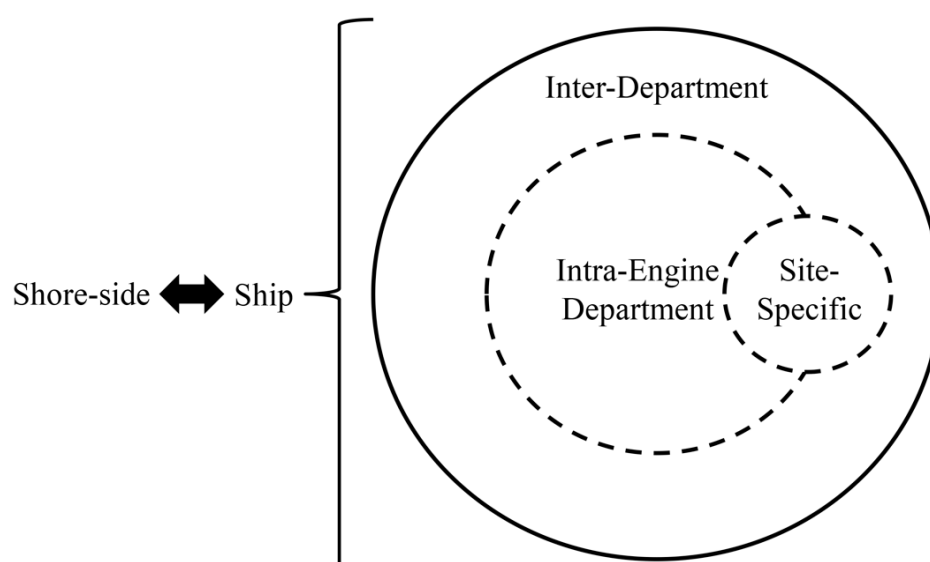 Inter-Department
Intra-Engine
Department
Site-
Specific
Shore-side
Ship